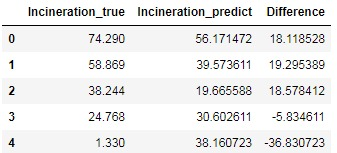 Incineration_true Incineration_predict Difference
0 74.290 56.171472 18.118528
1 58.869 39.573611 19.295389
2 38.244 19.665588 18.578412
3 24.768 30.602611 -5.834611
4 1.330 38.160723 -36.830723